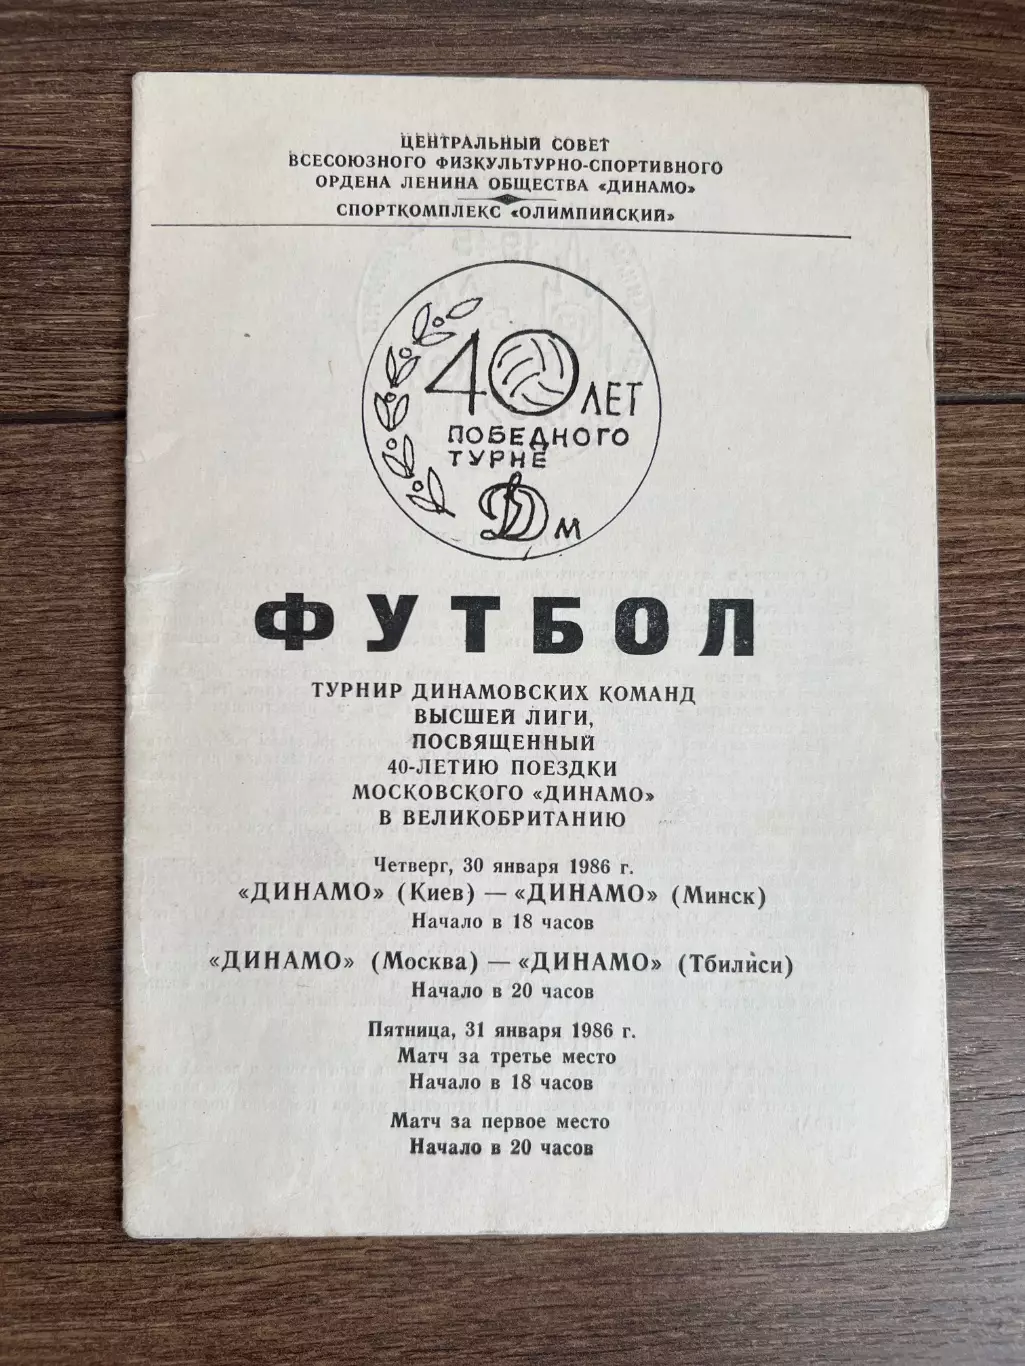 ЦЕНТРАЛЬНЫЙ СОВЕТ
ВСЕСОЮЗНОГО ФИЗКУЛЬТУРНО-СПОРТИВНОГО
ОРДЕНА ЛЕНИНА ОБЩЕСТВА «ДИНАМО»
СПОРТКОМПЛЕКС «ОЛИМПИЙСКИЙ»
40 ЛЕТ
ПОБЕДНОГО
ТУРНЕ
Д М
ФУТБОЛ
ТУРНИР ДИНАМОВСКИХ КОМАНД
ВЫСШЕЙ ЛИГИ,
ПОСВЯЩЕННЫЙ
40-ЛЕТИЮ ПОЕЗДКИ
МОСКОВСКОГО «ДИНАМО»
В ВЕЛИКОБРИТАНИЮ
Четверг, 30 января 1986 г.
«ДИНАМО» (Киев) — «ДИНАМО» (Минск)
Начало в 18 часов
«ДИНАМО» (Москва) — «ДИНАМО» (Тбилиси)
Начало в 20 часов
Пятница, 31 января 1986 г.
Матч за третье место
Начало в 18 часов
Матч за первое место
Начало в 20 часов